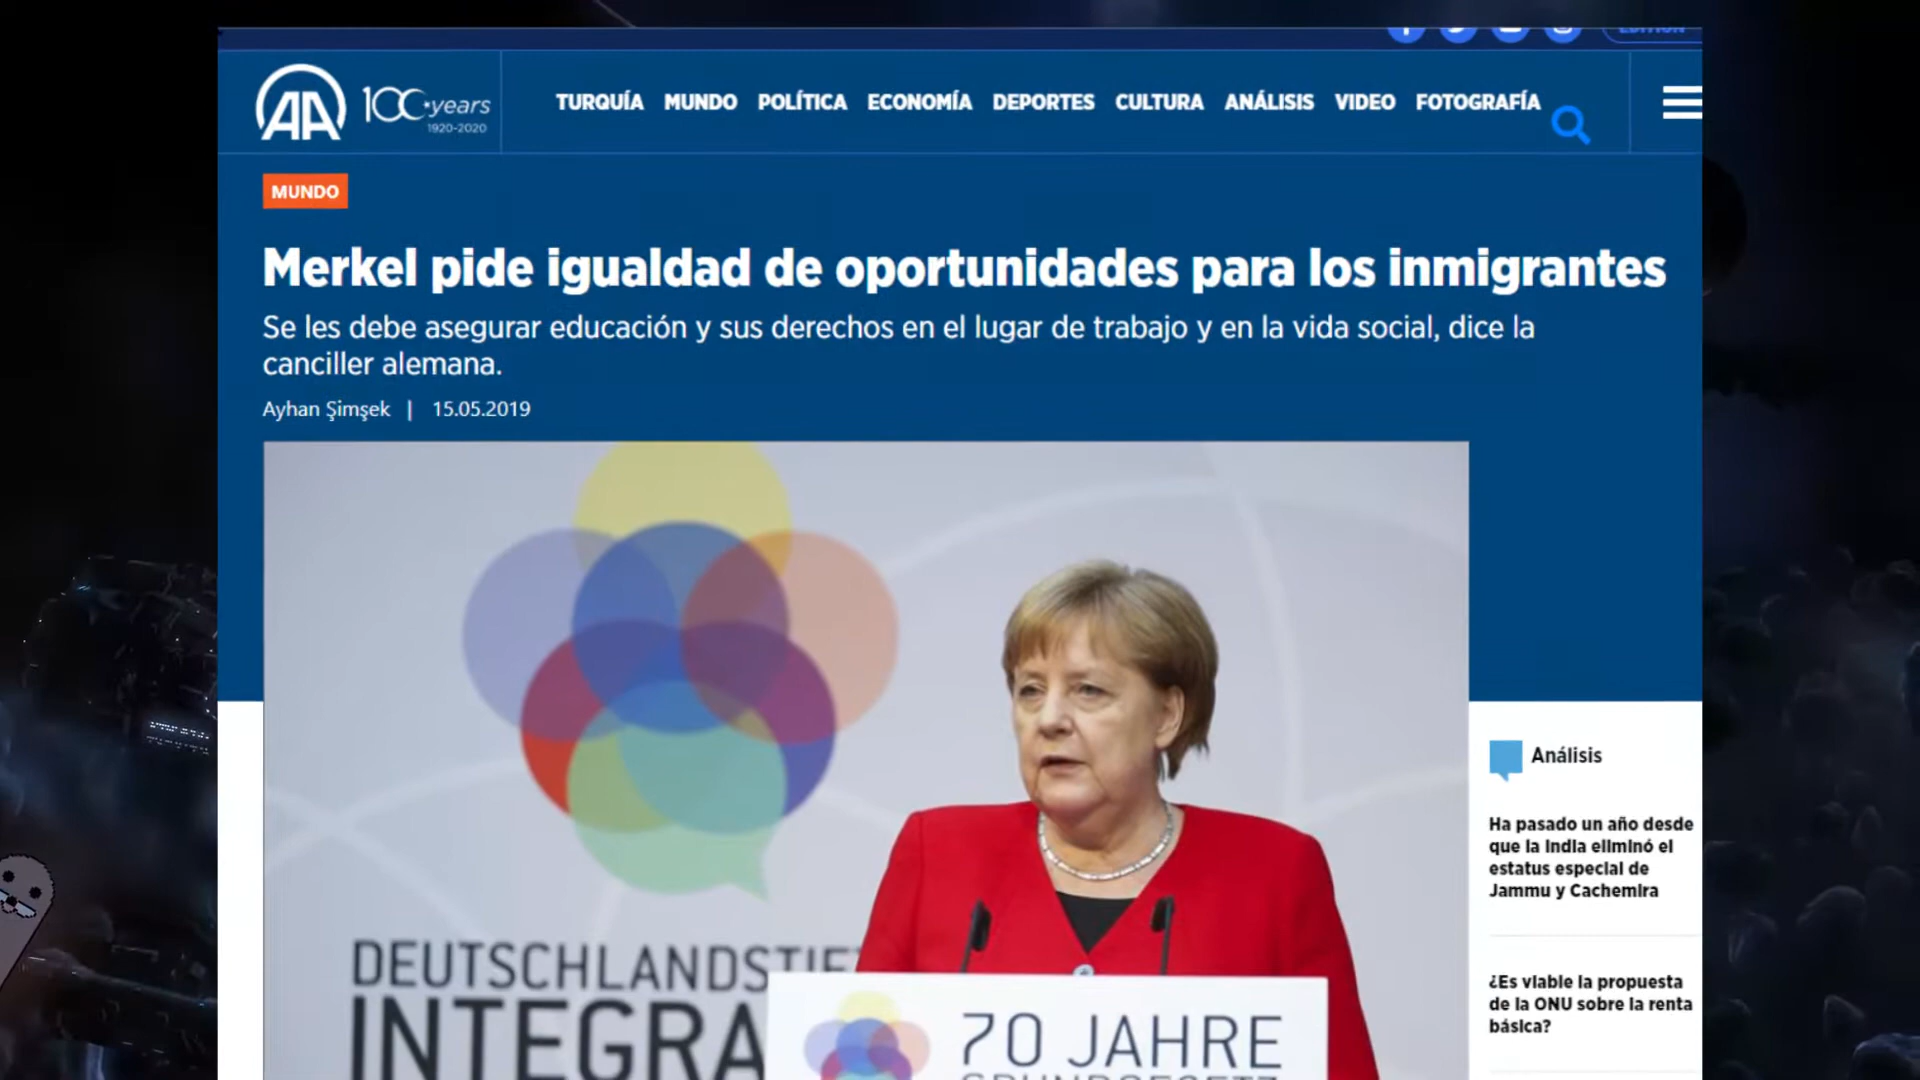 AA 100 years
1920-2020
TURQUÍA MUNDO POLÍTICA ECONOMÍA DEPORTES CULTURA ANÁLISIS VIDEO FOTOGRAFÍA
MUNDO
Merkel pide igualdad de oportunidades para los inmigrantes
Se les debe asegurar educación y sus derechos en el lugar de trabajo y en la vida social, dice la
canciller alemana.
Ayhan Şimşek | 15.05.2019
DEUTSCHLANDSTIF
INTEGRA
70 JAHRE
Análisis
Ha pasado un año desde
que la India eliminó el
estatus especial de
Jammu y Cachemira
¿Es viable la propuesta
de la ONU sobre la renta
básica?